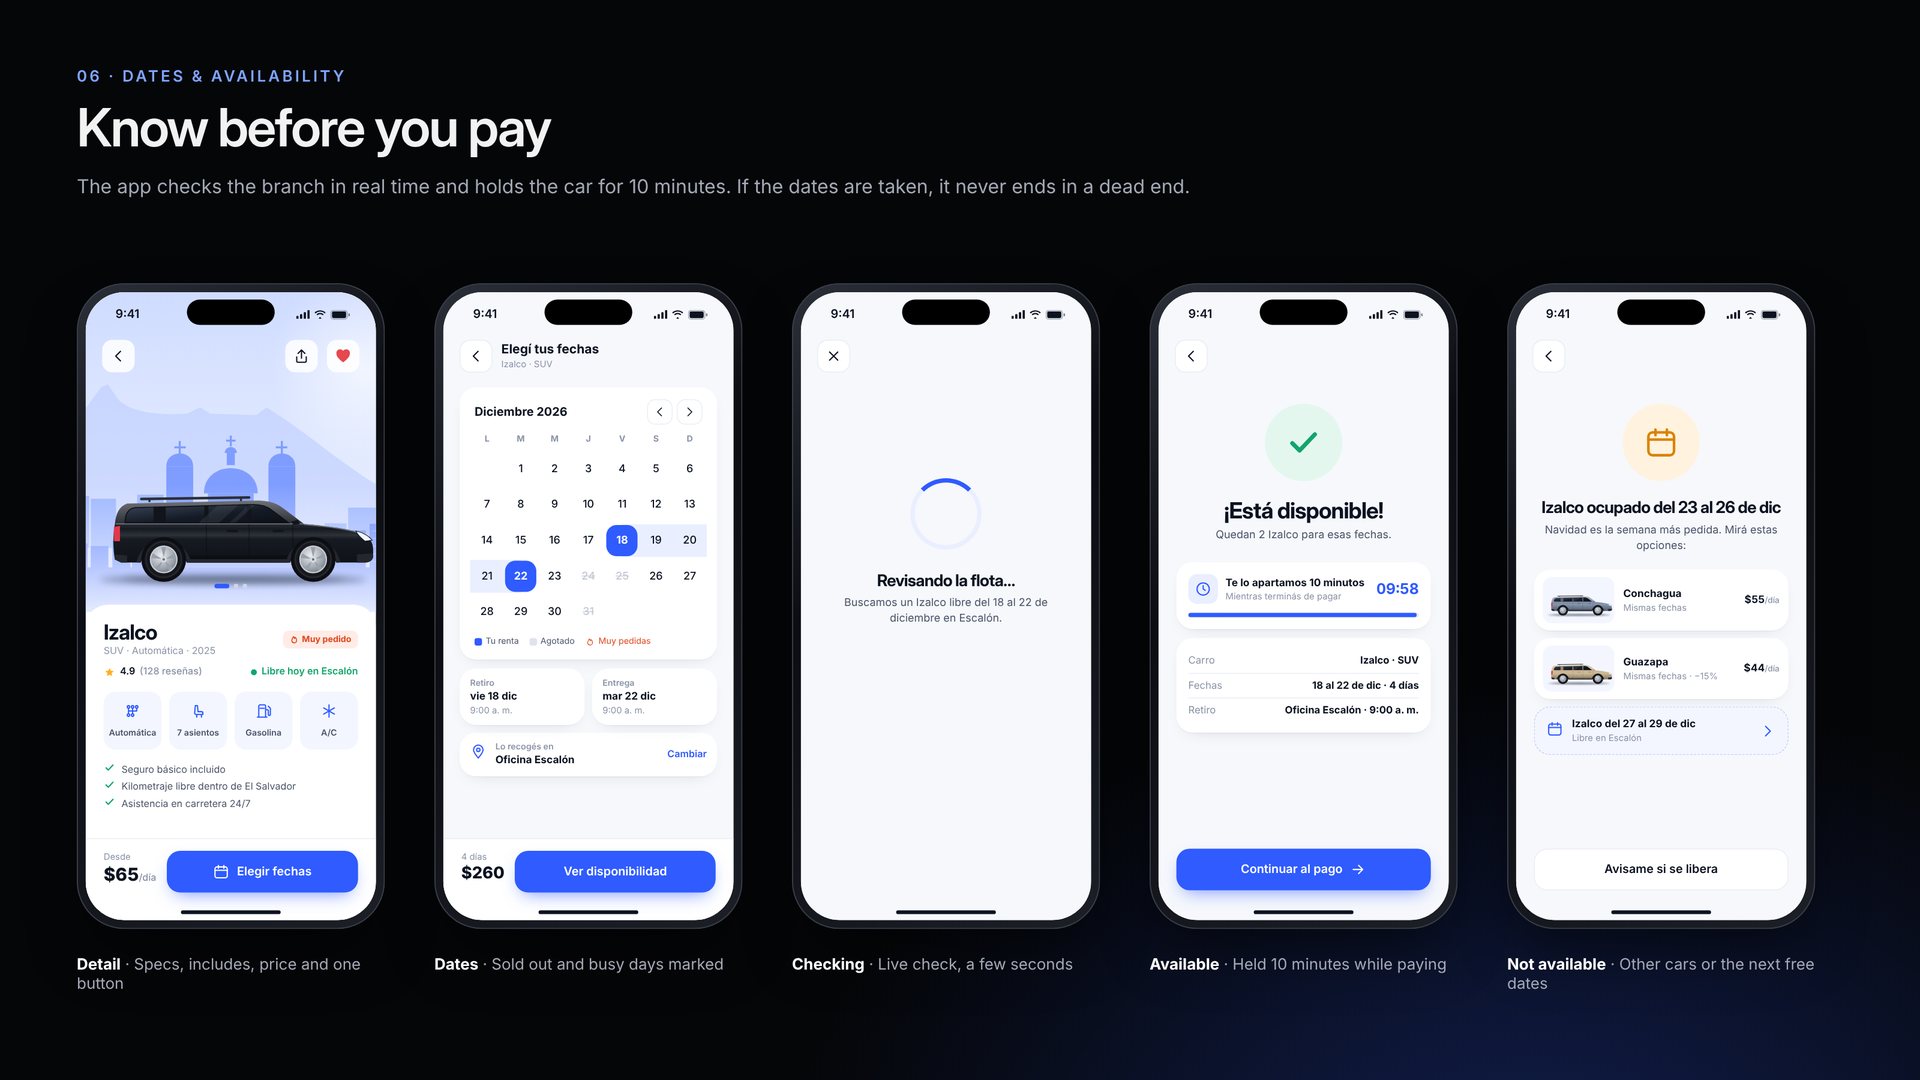 06 · DATES & AVAILABILITY
Know before you pay
The app checks the branch in real time and holds the car for 10 minutes. If the dates are taken, it never ends in a dead end.
9:41
Izalco
Muy pedido
SUV · Automática · 2025
4.9 (128 reseñas)
Libre hoy en Escalón
Automática
7 asientos
Gasolina
A/C
Seguro básico incluido
Kilometraje libre dentro de El Salvador
Asistencia en carretera 24/7
Desde
$65/día
Elegir fechas
Detail · Specs, includes, price and one
button
9:41
Elegí tus fechas
Izalco · SUV
Diciembre 2026
L M M J V S D
1 2 3 4 5 6
7 8 9 10 11 12 13
14 15 16 17 18 19 20
21 22 23 24 25 26 27
28 29 30 31
Tu renta
Agotado
Muy pedidas
Retiro
vie 18 dic
9:00 a. m.
Entrega
mar 22 dic
9:00 a. m.
Lo recogés en
Oficina Escalón
Cambiar
4 días
$260
Ver disponibilidad
Dates · Sold out and busy days marked
9:41
Revisando la flota...
Buscamos un Izalco libre del 18 al 22 de
diciembre en Escalón.
Checking · Live check, a few seconds
9:41
¡Está disponible!
Quedan 2 Izalco para esas fechas.
Te lo apartamos 10 minutos
Mientras terminás de pagar
09:58
Carro Izalco · SUV
Fechas 18 al 22 de dic · 4 días
Retiro Oficina Escalón · 9:00 a. m.
Continuar al pago
Available · Held 10 minutes while paying
9:41
Izalco ocupado del 23 al 26 de dic
Navidad es la semana más pedida. Mirá estas
opciones:
Conchagua
Mismas fechas
$55/día
Guazapa
Mismas fechas · −15%
$44/día
Izalco del 27 al 29 de dic
Libre en Escalón
Avisame si se libera
Not available · Other cars or the next free
dates